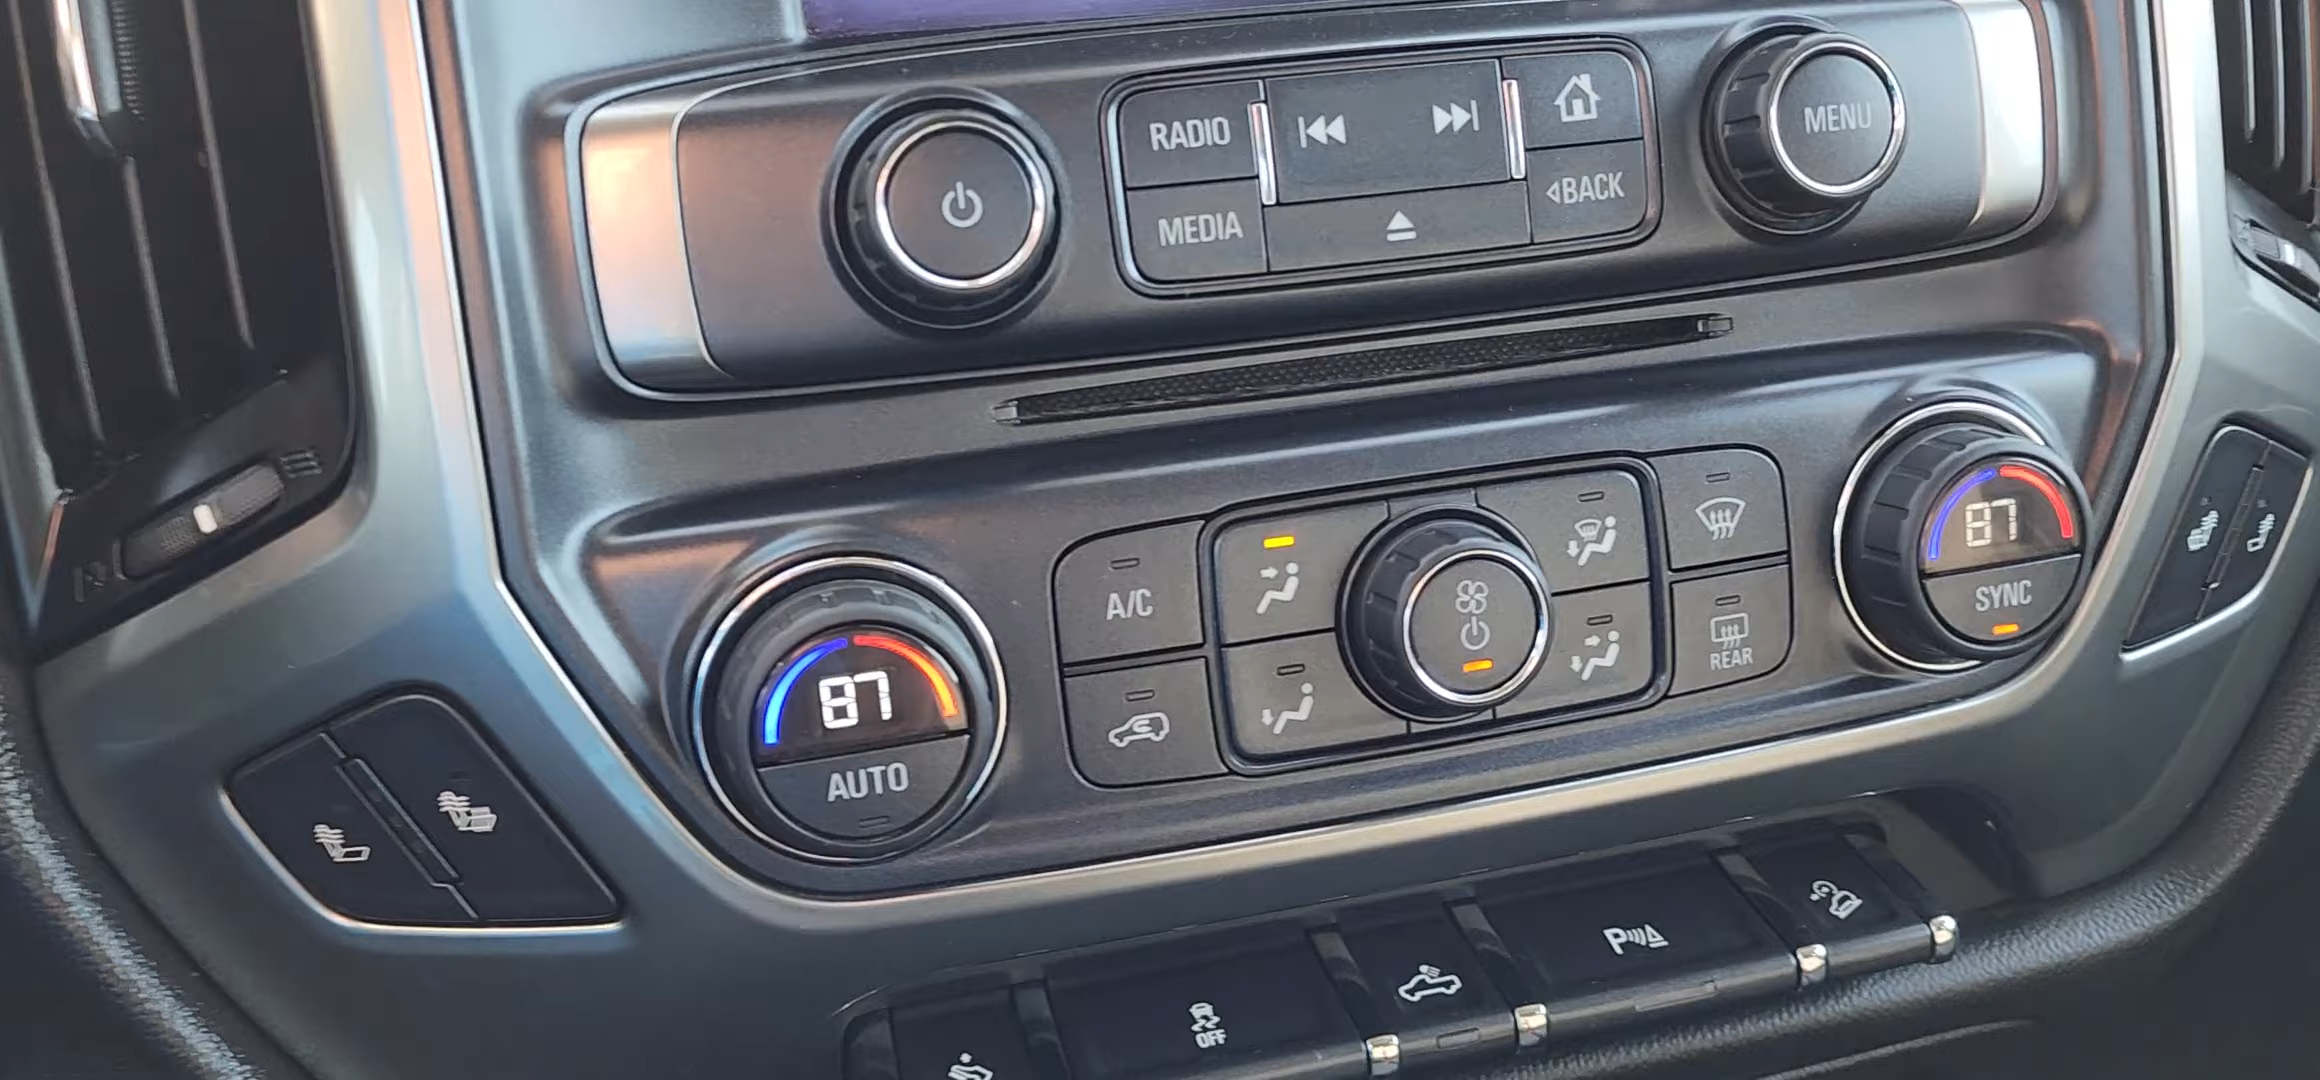 RADIO
MENU
MEDIA
BACK
A/C
87
SYNC
REAR
87
AUTO
P
OFF